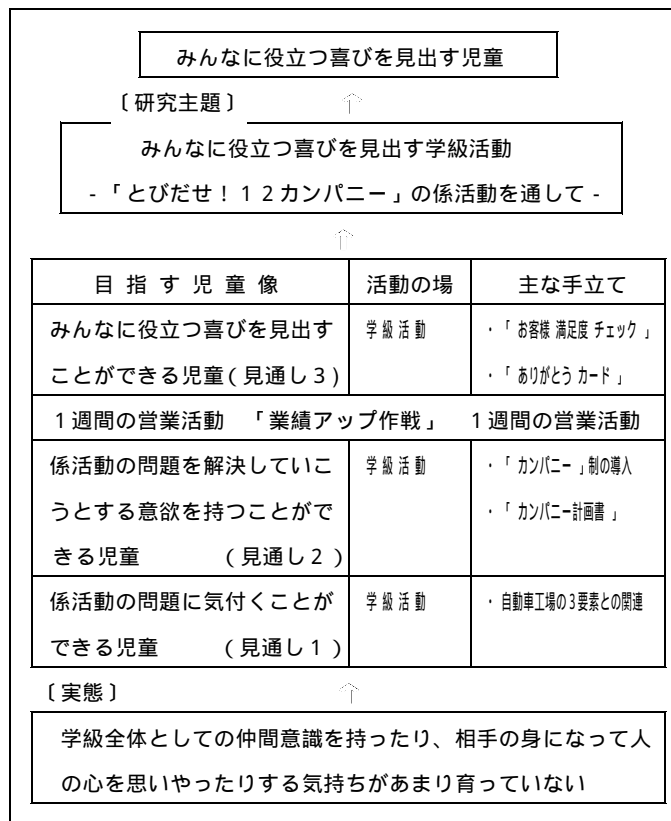 みんなに役立つ喜びを見出す児童
〔研究主題〕
みんなに役立つ喜びを見出す学級活動
-「とびだせ！１２カンパニー」の係活動を通して-
目指す児童像 活動の場 主な手立て
みんなに役立つ喜びを見出す 学級活動 ・「お客様満足度チェック」
ことができる児童(見通し３) ・「ありがとうカード」
１週間の営業活動 「業績アップ作戦」 １週間の営業活動
係活動の問題を解決していこ 学級活動 ・「カンパニー」制の導入
うとする意欲を持つことがで ・「カンパニー計画書」
きる児童 (見通し２)
係活動の問題に気付くことが 学級活動 ・自動車工場の３要素との関連
できる児童 (見通し１)
〔実態〕
学級全体としての仲間意識を持ったり、相手の身になって人
の心を思いやったりする気持ちがあまり育っていない